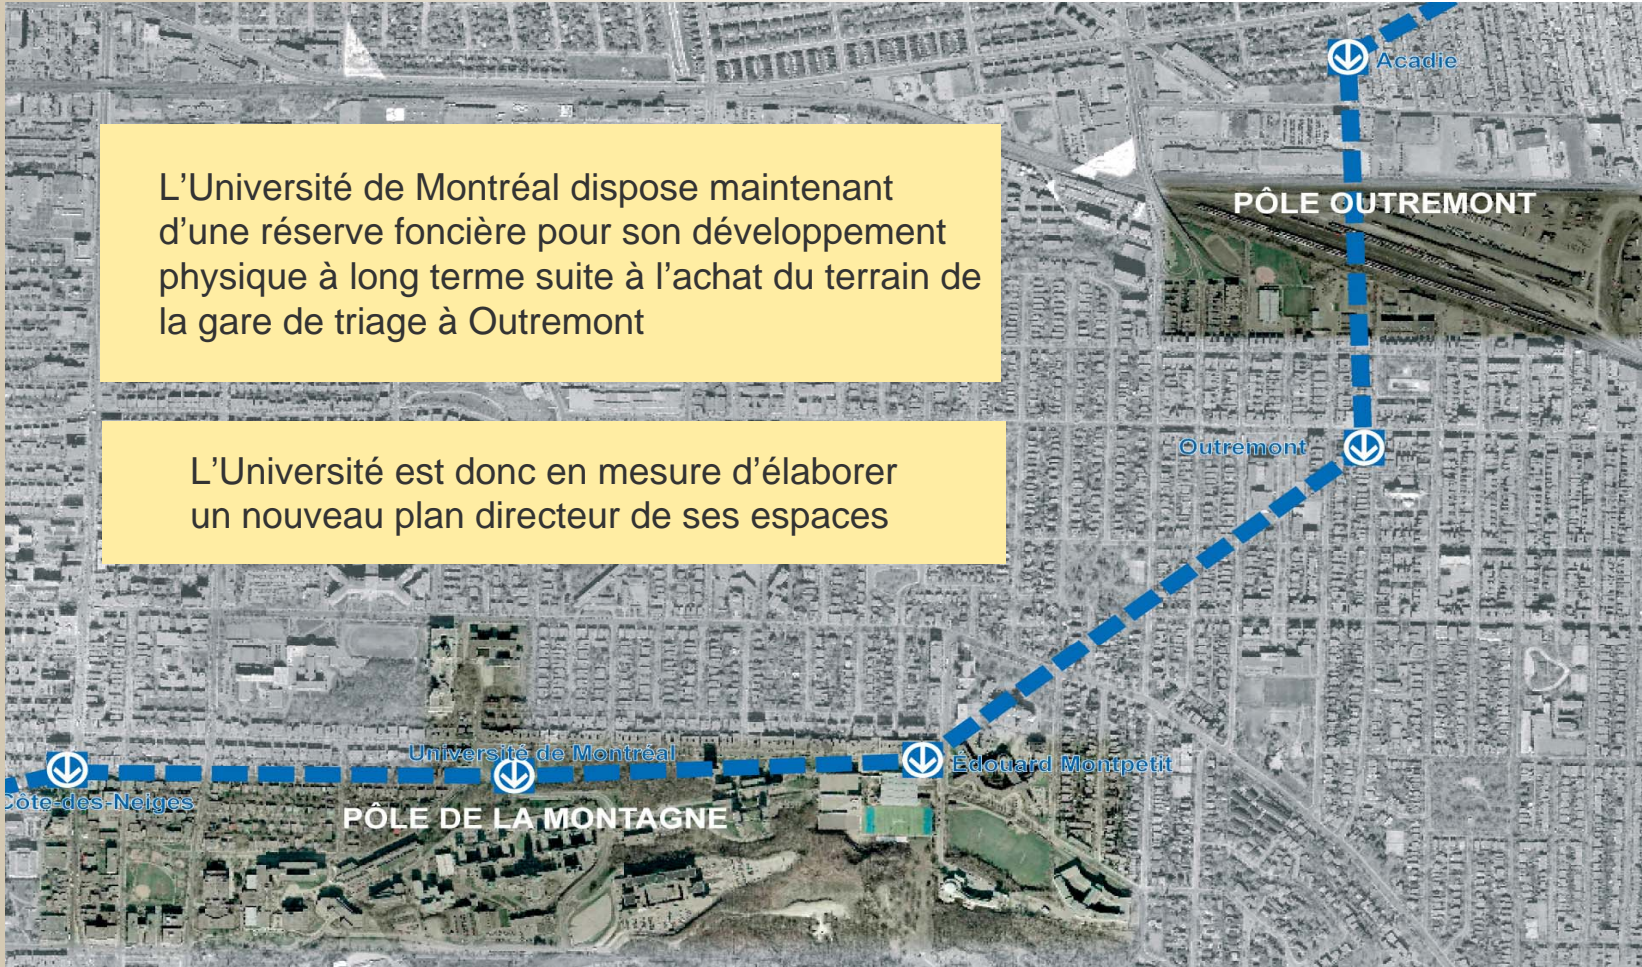 Acadie
L’Université de Montréal dispose maintenant
d’une réserve foncière pour son développement
physique à long terme suite à l’achat du terrain de
la gare de triage à Outremont
PÔLE OUTREMONT
Outremont
L’Université est donc en mesure d’élaborer
un nouveau plan directeur de ses espaces
Université de Montréal
Edouard Montpetit
Côte-des-Neiges
PÔLE DE LA MONTAGNE